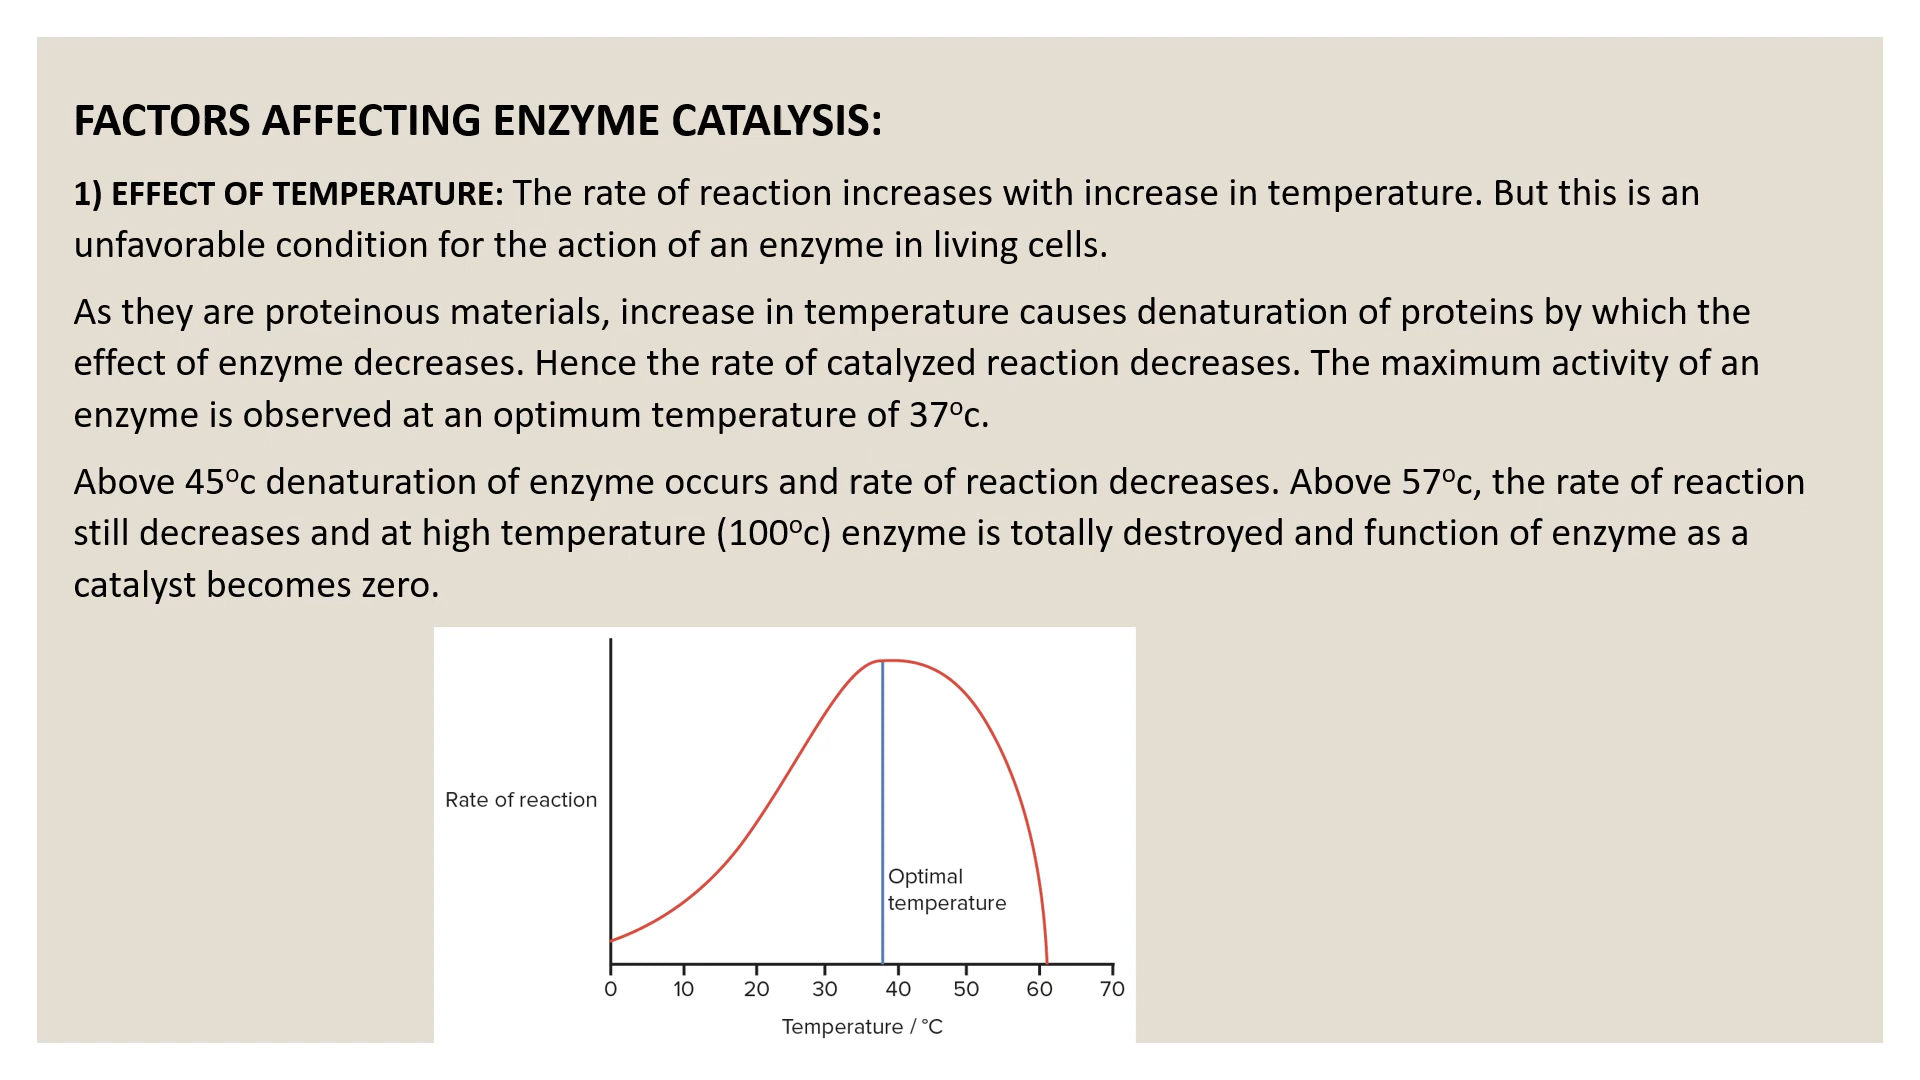 FACTORS AFFECTING ENZYME CATALYSIS:
1) EFFECT OF TEMPERATURE: The rate of reaction increases with increase in temperature. But this is an
unfavorable condition for the action of an enzyme in living cells.
As they are proteinous materials, increase in temperature causes denaturation of proteins by which the
effect of enzyme decreases. Hence the rate of catalyzed reaction decreases. The maximum activity of an
enzyme is observed at an optimum temperature of 37ºc.
Above 45ºc denaturation of enzyme occurs and rate of reaction decreases. Above 57ºc, the rate of reaction
still decreases and at high temperature (100ºc) enzyme is totally destroyed and function of enzyme as a
catalyst becomes zero.
Rate of reaction
Optimal
temperature
0 10 20 30 40 50 60 70
Temperature / °C